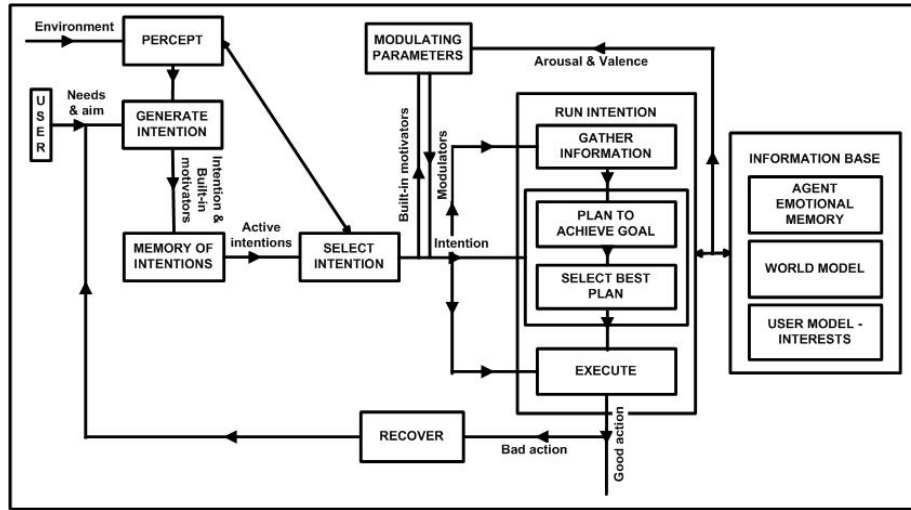 Environment
PERCEPT
MODULATING
PARAMETERS
Arousal & Valence
USER
Needs
& aim
GENERATE
INTENTION
Intention &
Built-in
motivators
Built-in motivators
Modulators
RUN INTENTION
GATHER
INFORMATION
INFORMATION BASE
AGENT
EMOTIONAL
MEMORY
PLAN TO
ACHIEVE GOAL
MEMORY OF
INTENTIONS
Active
intentions
SELECT
INTENTION
Intention
SELECT BEST
PLAN
WORLD MODEL
USER MODEL -
INTERESTS
EXECUTE
RECOVER
Bad action
Good action